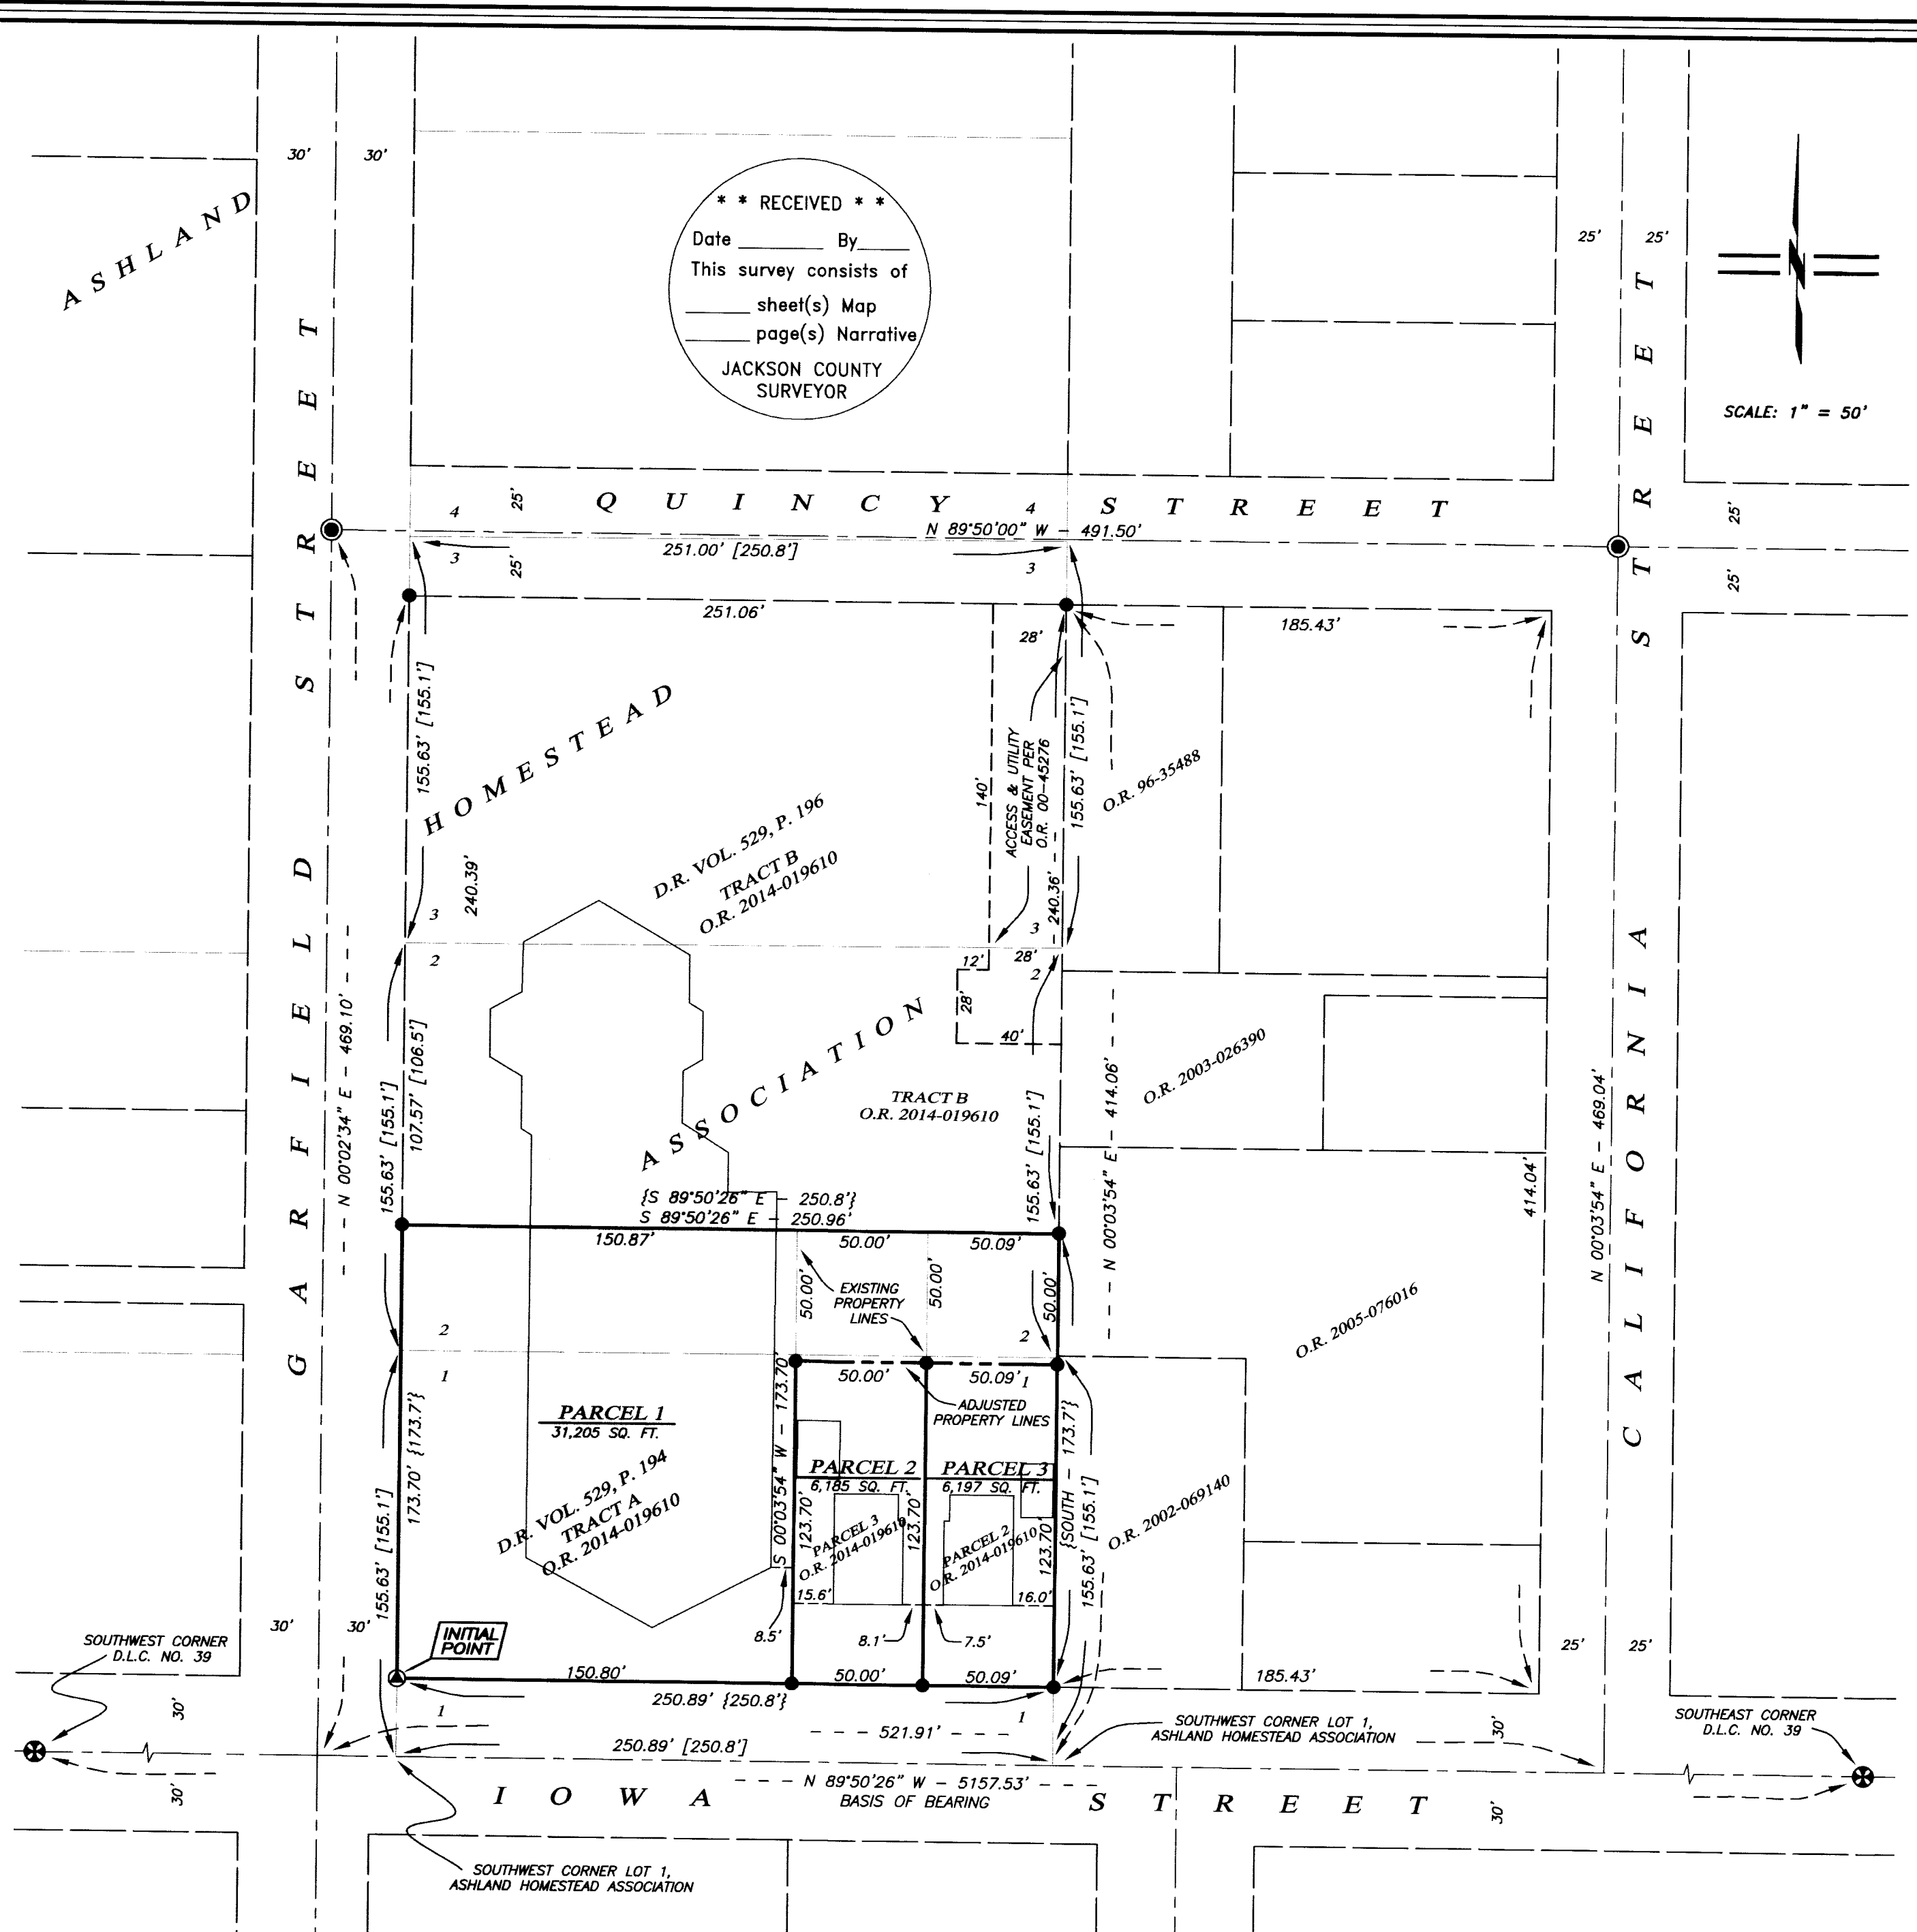 30'
30'
ASHLAND
* * RECEIVED * *
Date ________ By_____
This survey consists of
______ sheet(s) Map
______ page(s) Narrative
JACKSON COUNTY
SURVEYOR
25'
25'
SCALE: 1" = 50'
N
GARFIELD STREET
CALIFORNIA STREET
QUINCY STREET
4
25'
4
N 89°50'00" W - 491.50'
25'
3
251.00' [250.8']
25'
3
25'
251.06'
28'
185.43'
155.63' [155.1']
HOMESTEAD
140'
ACCESS & UTILITY
EASEMENT PER
O.R. 00-45276
155.63' [155.1']
O.R. 96-35488
D.R. VOL. 529, P. 196
TRACT B
O.R. 2014-019610
240.39'
240.36'
3
2
3
28'
2
12'
28'
40'
N 00°02'34" E - 469.10'
107.57' [106.5']
155.63' [155.1']
ASSOCIATION
TRACT B
O.R. 2014-019610
155.63' [155.1']
N 00°03'54" E - 414.06'
O.R. 2003-026390
414.04'
N 00°03'54" E - 469.04'
{S 89°50'26" E - 250.8'}
S 89°50'26" E - 250.96'
150.87'
50.00'
50.09'
EXISTING
PROPERTY
LINES
50.00'
50.00'
50.00'
O.R. 2005-076016
2
1
2
1
50.00'
50.09'
ADJUSTED
PROPERTY LINES
PARCEL 1
31,205 SQ. FT.
D.R. VOL. 529, P. 194
TRACT A
O.R. 2014-019610
173.70' {173.7'}
155.63' [155.1']
S 00°03'54" W - 173.70'
PARCEL 2
6,185 SQ. FT.
PARCEL 3
6,197 SQ. FT.
123.70'
PARCEL 3
O.R. 2014-019610
123.70'
PARCEL 2
O.R. 2014-019610
123.70'
{SOUTH - 173.7'}
155.63' [155.1']
O.R. 2002-069140
15.6'
16.0'
8.5'
8.1'
7.5'
30'
30'
25'
25'
SOUTHWEST CORNER
D.L.C. NO. 39
INITIAL
POINT
150.80'
50.00'
50.09'
185.43'
250.89' {250.8'}
1
1
30'
521.91'
SOUTHWEST CORNER LOT 1,
ASHLAND HOMESTEAD ASSOCIATION
30'
SOUTHEAST CORNER
D.L.C. NO. 39
250.89' [250.8']
N 89°50'26" W - 5157.53'
BASIS OF BEARING
30'
IOWA STREET
30'
SOUTHWEST CORNER LOT 1,
ASHLAND HOMESTEAD ASSOCIATION